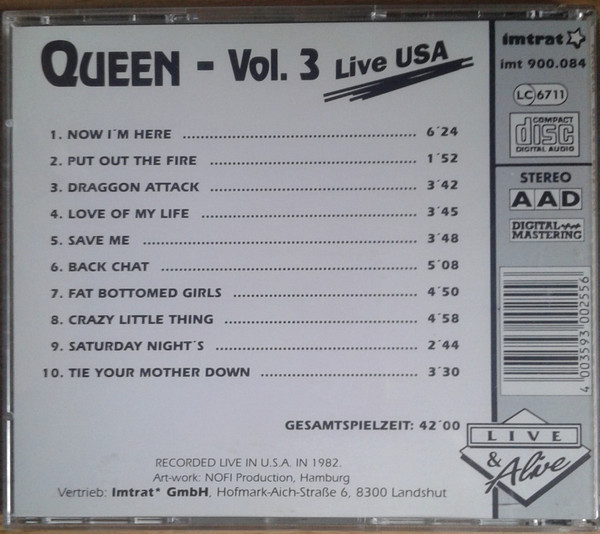 QUEEN - VOL. 3 Live USA
1. NOW I´M HERE ........................ 6´24
2. PUT OUT THE FIRE ........................ 1´52
3. DRAGGON ATTACK ........................ 3´42
4. LOVE OF MY LIFE ........................ 3´45
5. SAVE ME ........................ 3´48
6. BACK CHAT ........................ 5´08
7. FAT BOTTOMED GIRLS ........................ 4´50
8. CRAZY LITTLE THING ........................ 4´58
9. SATURDAY NIGHT´S ........................ 2´44
10. TIE YOUR MOTHER DOWN ........................ 3´30
GESAMTSPIELZEIT: 42´00
RECORDED LIVE IN U.S.A. IN 1982.
Art-work: NOFI Production, Hamburg
Vertrieb: Imtrat* GmbH, Hofmark-Aich-Straße 6, 8300 Landshut
imtrat
imt 900.084
LC 6711
COMPACT
disc
DIGITAL AUDIO
STEREO
AAD
DIGITAL
MASTERING
4 003593 002556
LIVE
&
Alive